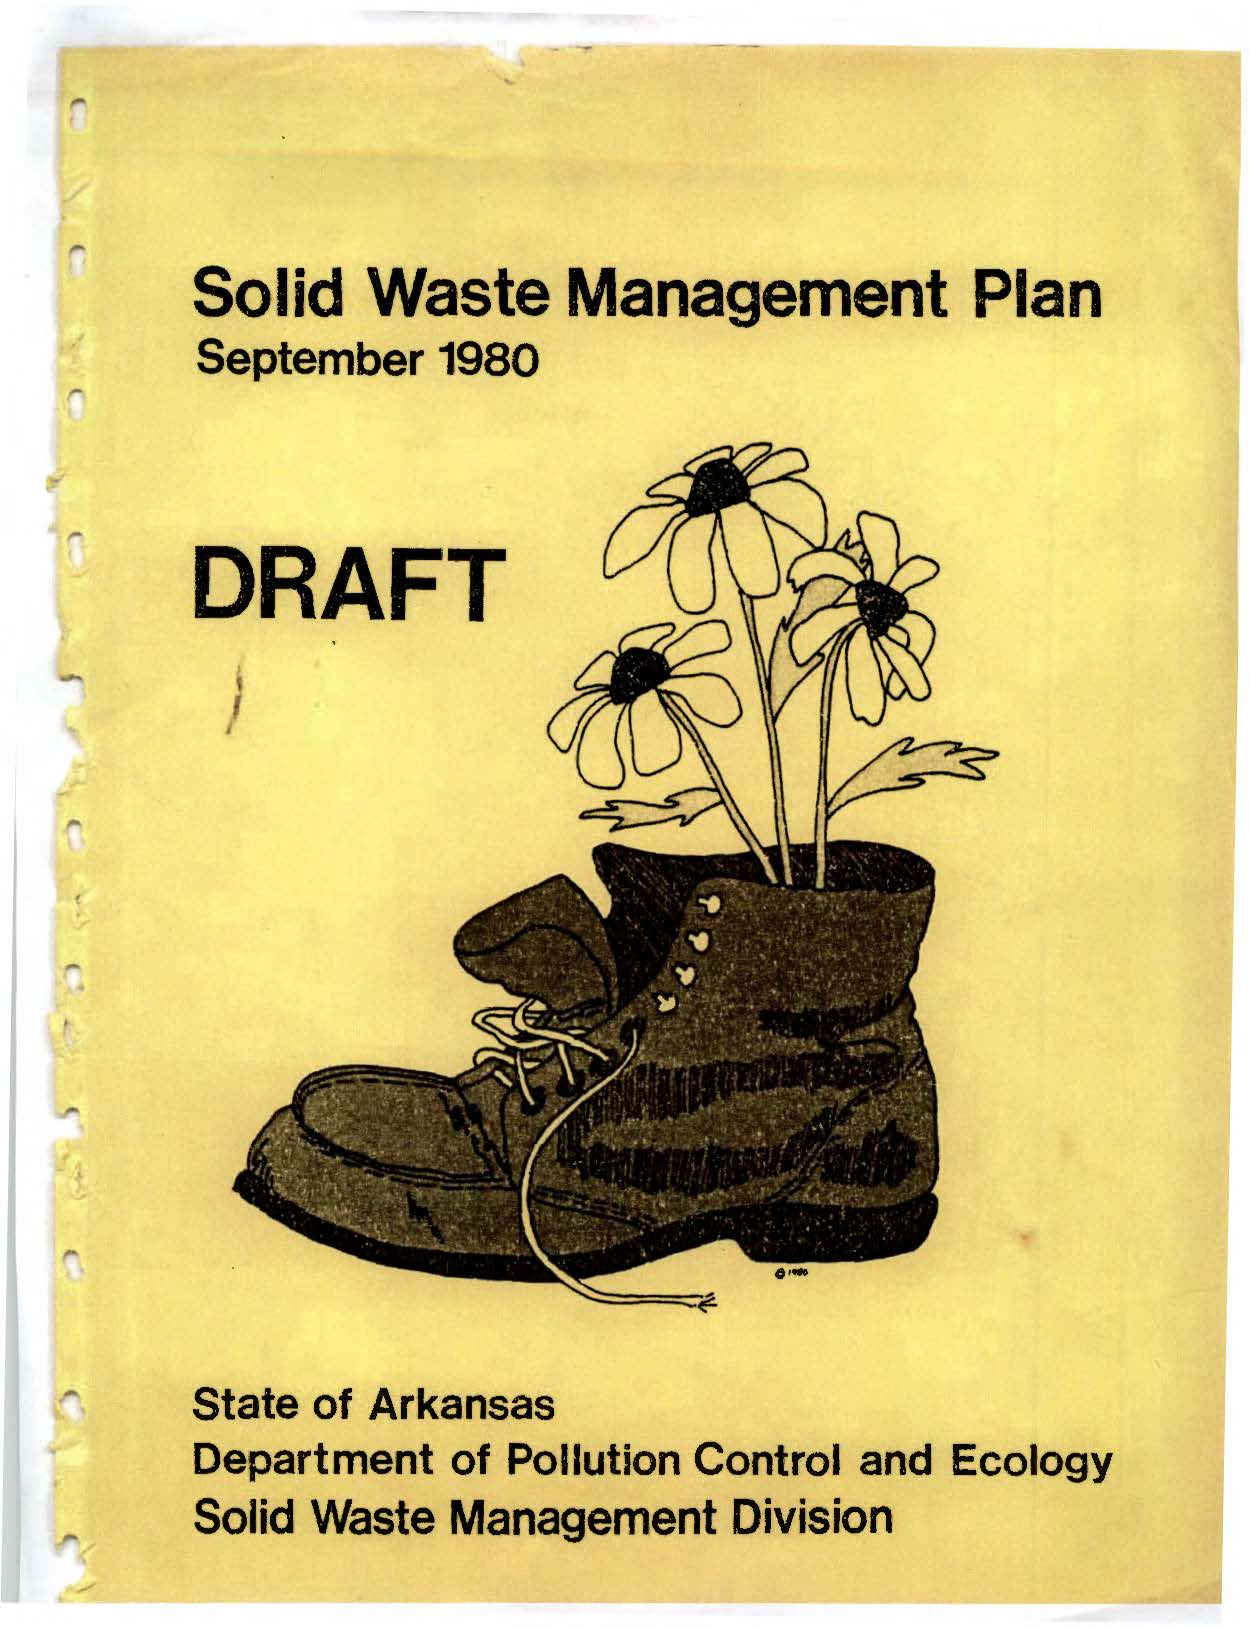 Solid Waste Management Plan
September 1980
DRAFT
© 1980
State of Arkansas
Department of Pollution Control and Ecology
Solid Waste Management Division